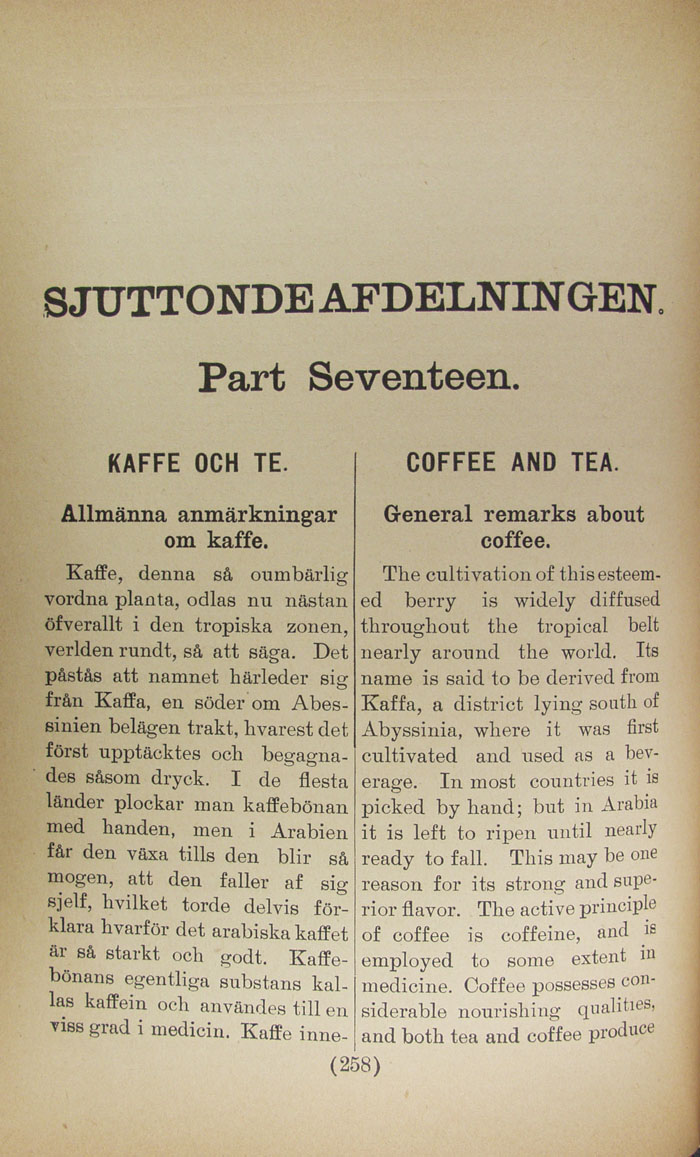 SJUTTONDE AFDELNINGEN.
Part Seventeen.
KAFFE OCH TE.
Allmänna anmärkningar
om kaffe.
Kaffe, denna så oumbärlig
vordna planta, odlas nu nästan
öfverallt i den tropiska zonen,
verlden rundt, så att säga. Det
påstås att namnet härleder sig
från Kaffa, en söder om Abes-
sinien belägen trakt, hvarest det
först upptäcktes och begagna-
des såsom dryck. I de flesta
länder plockar man kaffebönan
med handen, men i Arabien
får den växa tills den blir så
mogen, att den faller af sig
sjelf, hvilket torde delvis för-
klara hvarför det arabiska kaffet
är så starkt och godt. Kaffe-
bönans egentliga substans kal-
las kaffein och användes till en
viss grad i medicin. Kaffe inne-
COFFEE AND TEA.
General remarks about
coffee.
The cultivation of this esteem-
ed berry is widely diffused
throughout the tropical belt
nearly around the world. Its
name is said to be derived from
Kaffa, a district lying south of
Abyssinia, where it was first
cultivated and used as a bev-
erage. In most countries it is
picked by hand; but in Arabia
it is left to ripen until nearly
ready to fall. This may be one
reason for its strong and supe-
rior flavor. The active principle
of coffee is coffeine, and is
employed to some extent in
medicine. Coffee possesses con-
siderable nourishing qualities,
and both tea and coffee produce
(258)